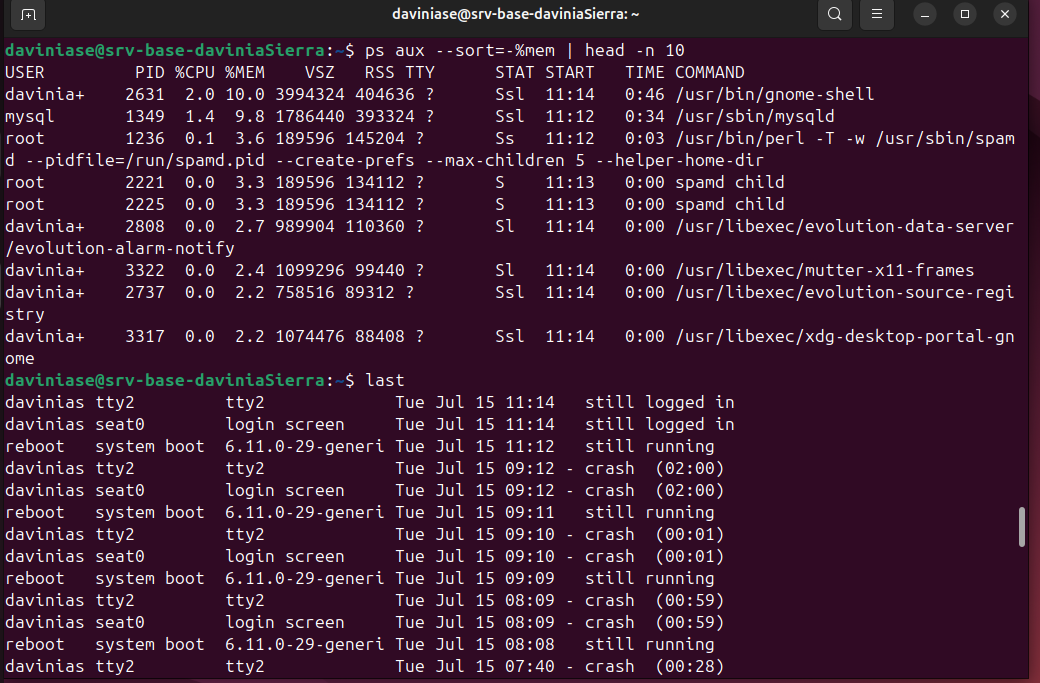 daviniase@srv-base-daviniaSierra: ~
daviniase@srv-base-daviniaSierra:~$ ps aux --sort=-%mem | head -n 10
USER         PID %CPU %MEM    VSZ   RSS TTY      STAT START   TIME COMMAND
davinia+    2631  2.0 10.0 3994324 404636 ?      Ssl  11:14   0:46 /usr/bin/gnome-shell
mysql       1349  1.4  9.8 1786440 393324 ?      Ssl  11:12   0:34 /usr/sbin/mysqld
root        1236  0.1  3.6 189596 145204 ?       Ss   11:12   0:03 /usr/bin/perl -T -w /usr/sbin/spam
d --pidfile=/run/spamd.pid --create-prefs --max-children 5 --helper-home-dir
root        2221  0.0  3.3 189596 134112 ?       S    11:13   0:00 spamd child
root        2225  0.0  3.3 189596 134112 ?       S    11:13   0:00 spamd child
davinia+    2808  0.0  2.7 989904 110360 ?       Sl   11:14   0:00 /usr/libexec/evolution-data-server
/evolution-alarm-notify
davinia+    3322  0.0  2.4 1099296 99440 ?       Sl   11:14   0:00 /usr/libexec/mutter-x11-frames
davinia+    2737  0.0  2.2 758516 89312 ?        Ssl  11:14   0:00 /usr/libexec/evolution-source-regi
stry
davinia+    3317  0.0  2.2 1074476 88408 ?       Ssl  11:14   0:00 /usr/libexec/xdg-desktop-portal-gn
ome
daviniase@srv-base-daviniaSierra:~$ last
davinias tty2         tty2             Tue Jul 15 11:14   still logged in
davinias seat0        login screen     Tue Jul 15 11:14   still logged in
reboot   system boot  6.11.0-29-generi Tue Jul 15 11:12   still running
davinias tty2         tty2             Tue Jul 15 09:12 - crash  (02:00)
davinias seat0        login screen     Tue Jul 15 09:12 - crash  (02:00)
reboot   system boot  6.11.0-29-generi Tue Jul 15 09:11   still running
davinias tty2         tty2             Tue Jul 15 09:10 - crash  (00:01)
davinias seat0        login screen     Tue Jul 15 09:10 - crash  (00:01)
reboot   system boot  6.11.0-29-generi Tue Jul 15 09:09   still running
davinias tty2         tty2             Tue Jul 15 08:09 - crash  (00:59)
davinias seat0        login screen     Tue Jul 15 08:09 - crash  (00:59)
reboot   system boot  6.11.0-29-generi Tue Jul 15 08:08   still running
davinias tty2         tty2             Tue Jul 15 07:40 - crash  (00:28)